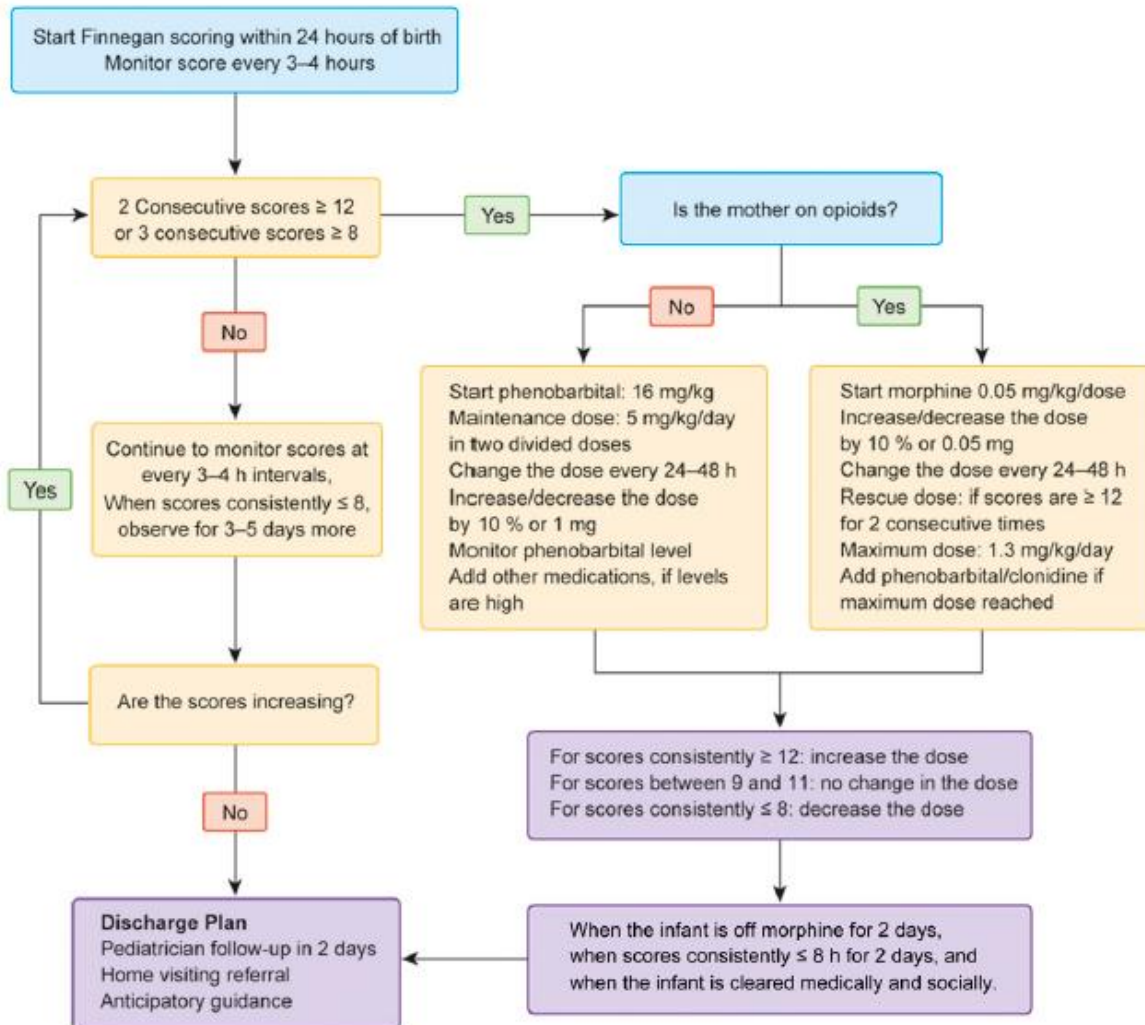 Start Finnegan scoring within 24 hours of birth
Monitor score every 3–4 hours
2 Consecutive scores ≥ 12
or 3 consecutive scores ≥ 8
Yes
Is the mother on opioids?
No
No
Yes
Continue to monitor scores at
every 3–4 h intervals,
When scores consistently ≤ 8,
observe for 3–5 days more
Yes
Start phenobarbital: 16 mg/kg
Maintenance dose: 5 mg/kg/day
in two divided doses
Change the dose every 24–48 h
Increase/decrease the dose
by 10 % or 1 mg
Monitor phenobarbital level
Add other medications, if levels
are high
Start morphine 0.05 mg/kg/dose
Increase/decrease the dose
by 10 % or 0.05 mg
Change the dose every 24–48 h
Rescue dose: if scores are ≥ 12
for 2 consecutive times
Maximum dose: 1.3 mg/kg/day
Add phenobarbital/clonidine if
maximum dose reached
Are the scores increasing?
No
For scores consistently ≥ 12: increase the dose
For scores between 9 and 11: no change in the dose
For scores consistently ≤ 8: decrease the dose
Discharge Plan
Pediatrician follow-up in 2 days
Home visiting referral
Anticipatory guidance
When the infant is off morphine for 2 days,
when scores consistently ≤ 8 h for 2 days, and
when the infant is cleared medically and socially.